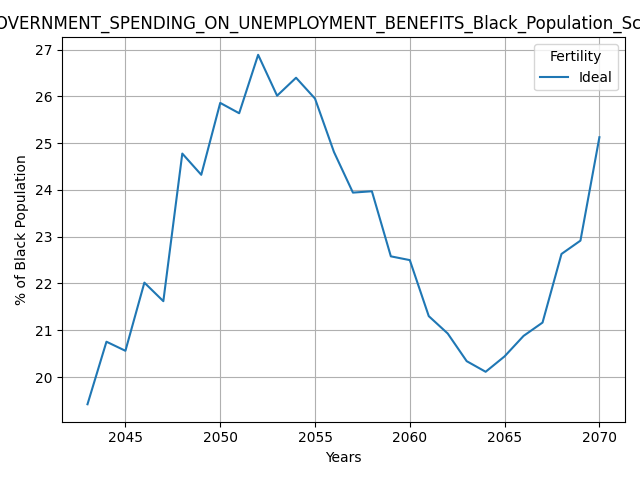 OVERNMENT_SPENDING_ON_UNEMPLOYMENT_BENEFITS_Black_Population_Sc
Fertility
Ideal
27
26
25
24
23
22
21
20
% of Black Population
2045 2050 2055 2060 2065 2070
Years